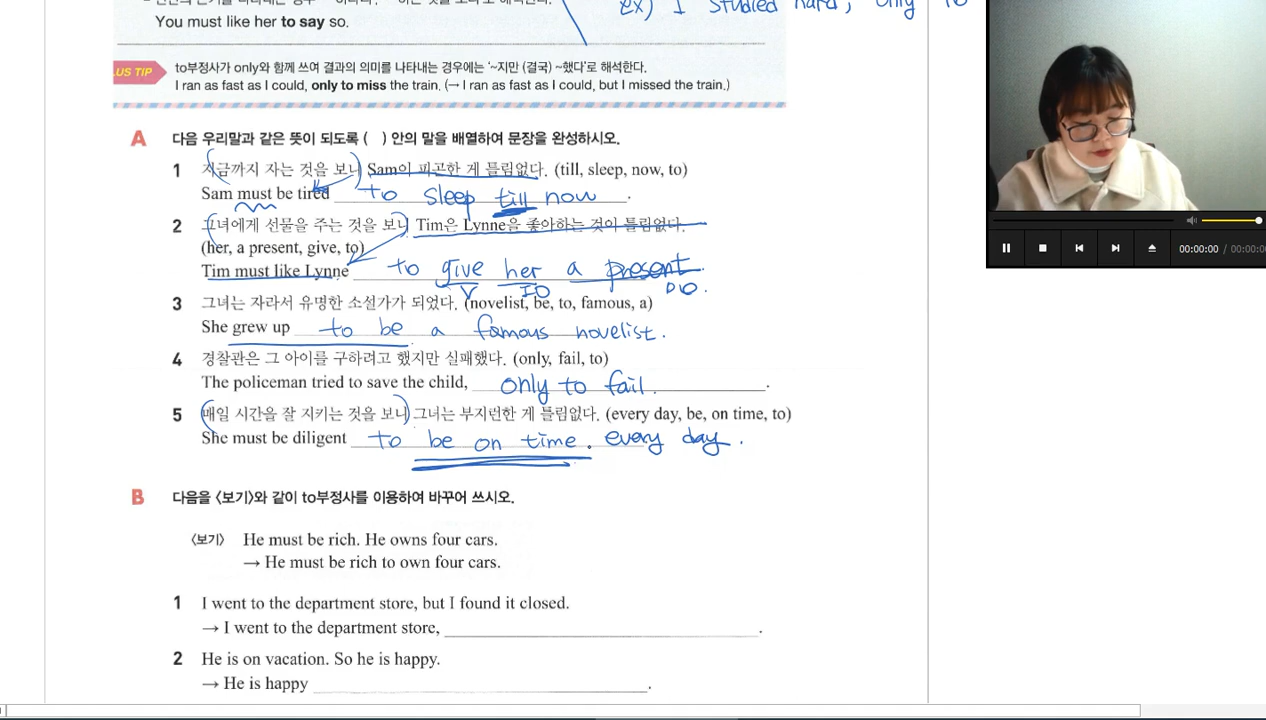 ex) I studied hard, only to
You must like her to say so.
US TIP to부정사가 only와 함께 쓰여 결과의 의미를 나타내는 경우에는 '~지만 (결국) ~했다'로 해석한다.
I ran as fast as I could, only to miss the train. (→ I ran as fast as I could, but I missed the train.)
A 다음 우리말과 같은 뜻이 되도록 ( ) 안의 말을 배열하여 문장을 완성하시오.
1 지금까지 자는 것을 보니 Sam이 피곤한 게 틀림없다. (till, sleep, now, to)
Sam must be tired to sleep till now.
2 그녀에게 선물을 주는 것을 보니 Tim은 Lynne을 좋아하는 것이 틀림없다.
(her, a present, give, to)
Tim must like Lynne to give her a present.
V IO DO.
3 그녀는 자라서 유명한 소설가가 되었다. (novelist, be, to, famous, a)
She grew up to be a famous novelist.
4 경찰관은 그 아이를 구하려고 했지만 실패했다. (only, fail, to)
The policeman tried to save the child, only to fail.
5 매일 시간을 잘 지키는 것을 보니 그녀는 부지런한 게 틀림없다. (every day, be, on time, to)
She must be diligent to be on time. every day.
B 다음을 〈보기〉와 같이 to부정사를 이용하여 바꾸어 쓰시오.
〈보기〉 He must be rich. He owns four cars.
→ He must be rich to own four cars.
1 I went to the department store, but I found it closed.
→ I went to the department store, .
2 He is on vacation. So he is happy.
→ He is happy .
00:00:00 / 00:00:0